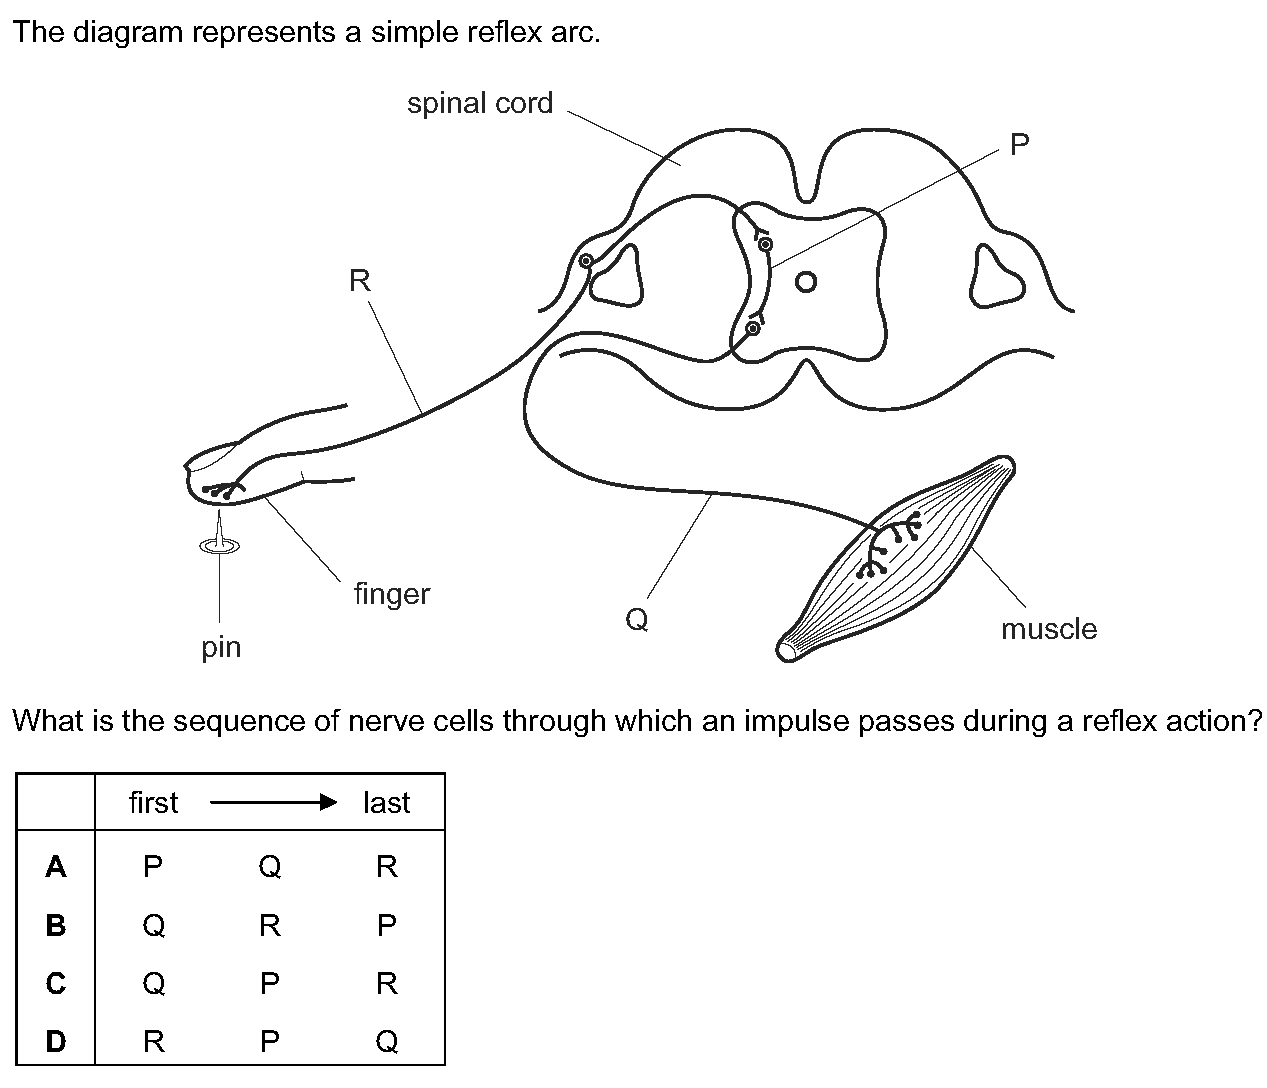 The diagram represents a simple reflex arc.
spinal cord
P
R
finger
pin
Q
muscle
What is the sequence of nerve cells through which an impulse passes during a reflex action?
first last
A P Q R
B Q R P
C Q P R
D R P Q